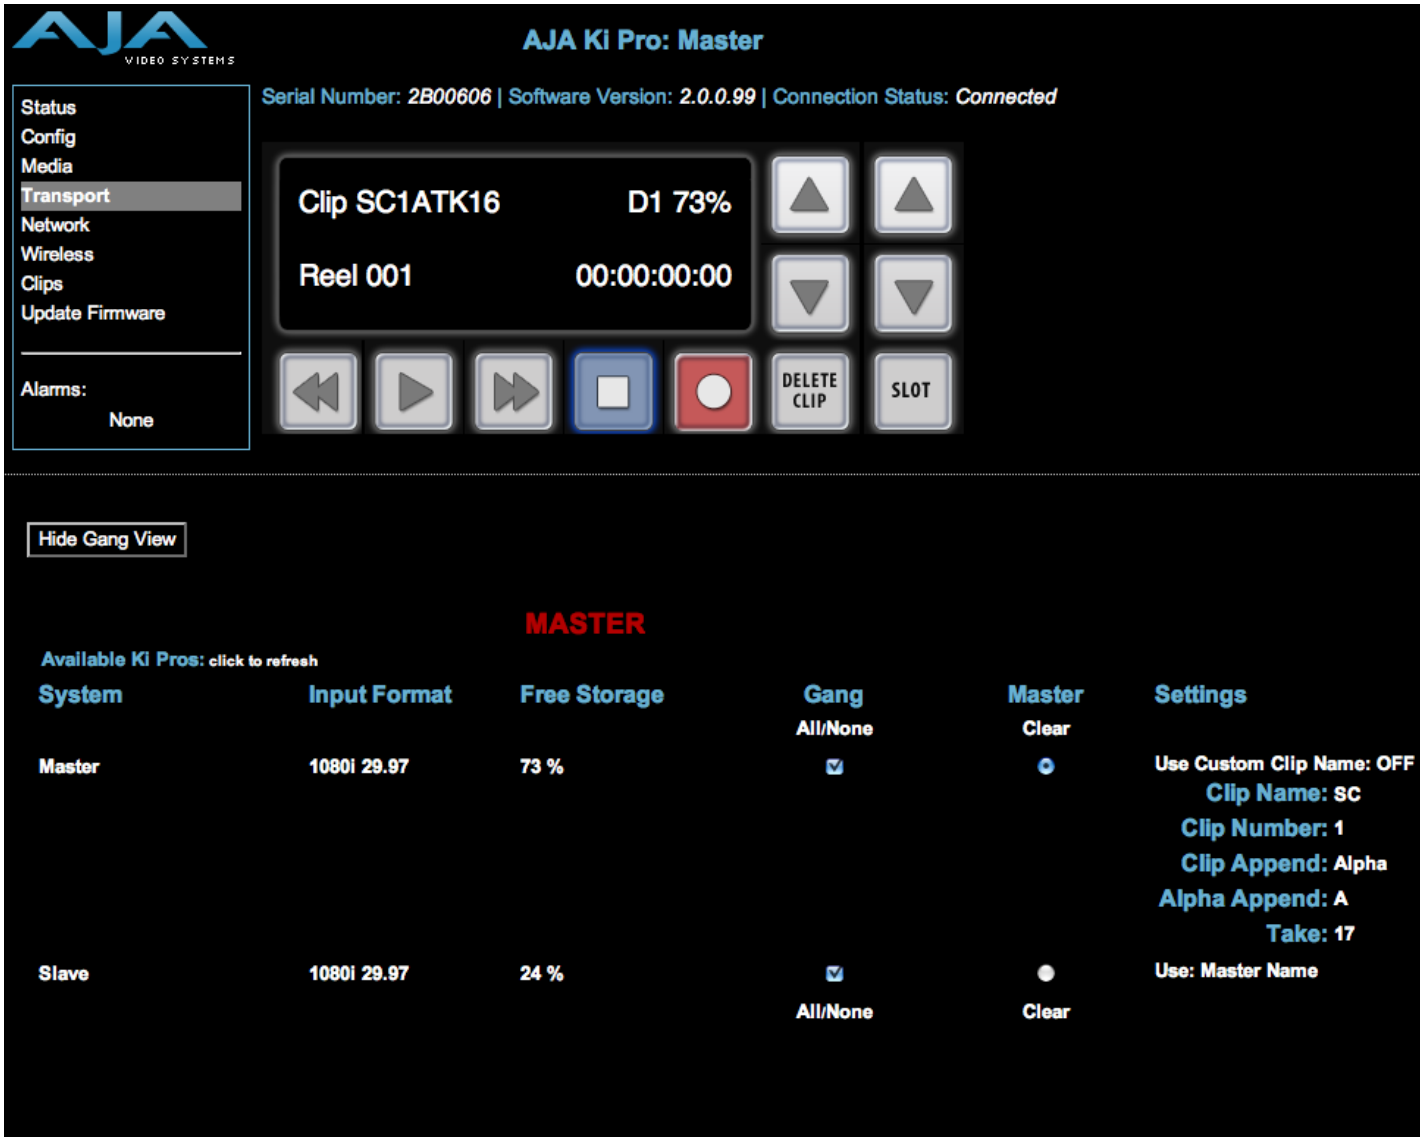 AJA
VIDEO SYSTEMS
AJA Ki Pro: Master
Serial Number: 2B00606 | Software Version: 2.0.0.99 | Connection Status: Connected
Status
Config
Media
Transport
Network
Wireless
Clips
Update Firmware
Alarms:
None
Clip SC1ATK16 D1 73%
Reel 001 00:00:00:00
DELETE
CLIP
SLOT
Hide Gang View
MASTER
Available Ki Pros: click to refresh
System Input Format Free Storage Gang Master Settings
All/None Clear
Master 1080i 29.97 73 % Use Custom Clip Name: OFF
Clip Name: SC
Clip Number: 1
Clip Append: Alpha
Alpha Append: A
Take: 17
Slave 1080i 29.97 24 % Use: Master Name
All/None Clear